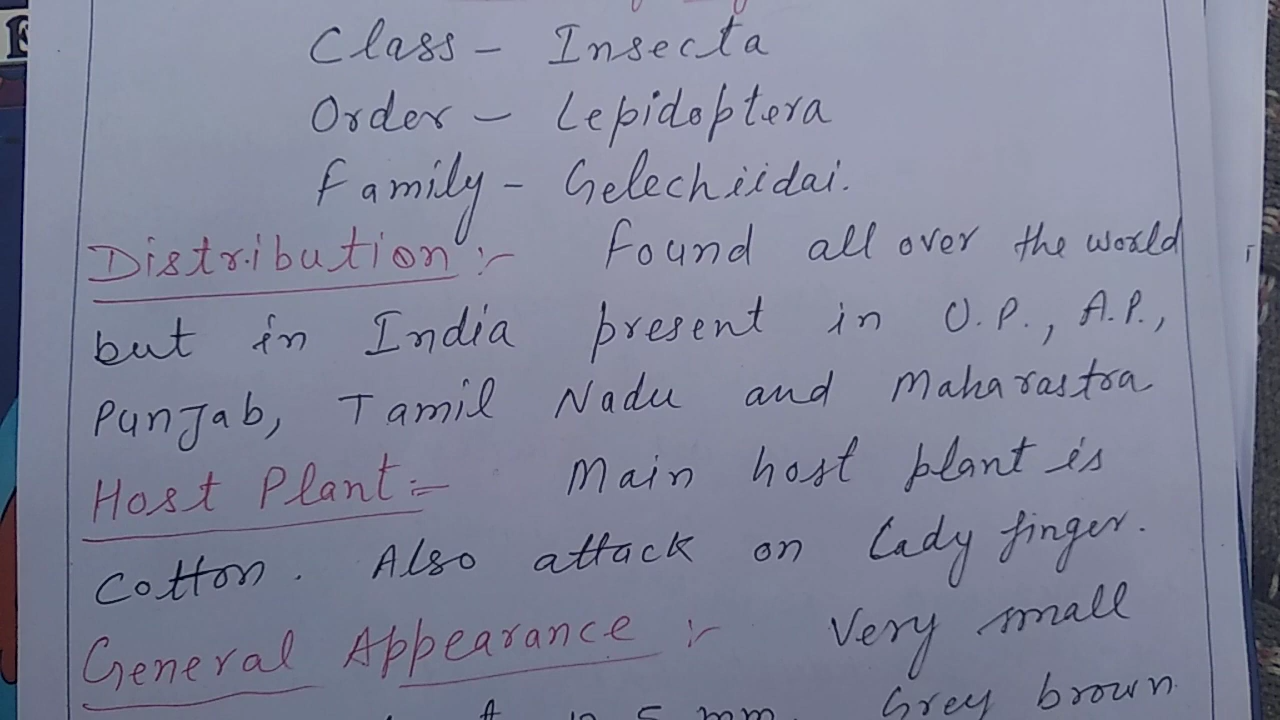 Class - Insecta
Order - Lepidoptera
Family - Gelechiidai.
Distribution :- Found all over the world
but in India present in U.P., A.P.,
Punjab, Tamil Nadu and Maharastra
Host Plant :- Main host plant is
Cotton. Also attack on Lady finger.
General Appearance :- Very small
5 mm. Grey brown